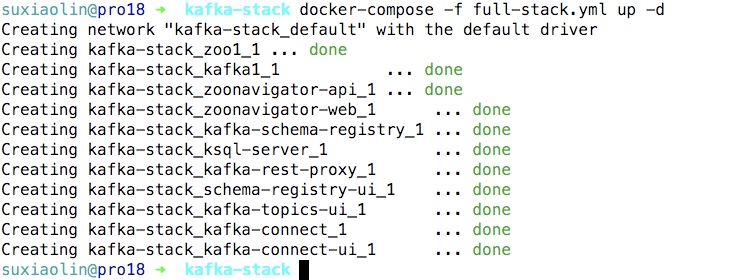 suxiaolin@pro18 → kafka-stack docker-compose -f full-stack.yml up -d
Creating network "kafka-stack_default" with the default driver
Creating kafka-stack_zoo1_1 ... done
Creating kafka-stack_kafka1_1 ... done
Creating kafka-stack_zoonavigator-api_1 ... done
Creating kafka-stack_zoonavigator-web_1 ... done
Creating kafka-stack_kafka-schema-registry_1 ... done
Creating kafka-stack_ksql-server_1 ... done
Creating kafka-stack_kafka-rest-proxy_1 ... done
Creating kafka-stack_schema-registry-ui_1 ... done
Creating kafka-stack_kafka-topics-ui_1 ... done
Creating kafka-stack_kafka-connect_1 ... done
Creating kafka-stack_kafka-connect-ui_1 ... done
suxiaolin@pro18 → kafka-stack